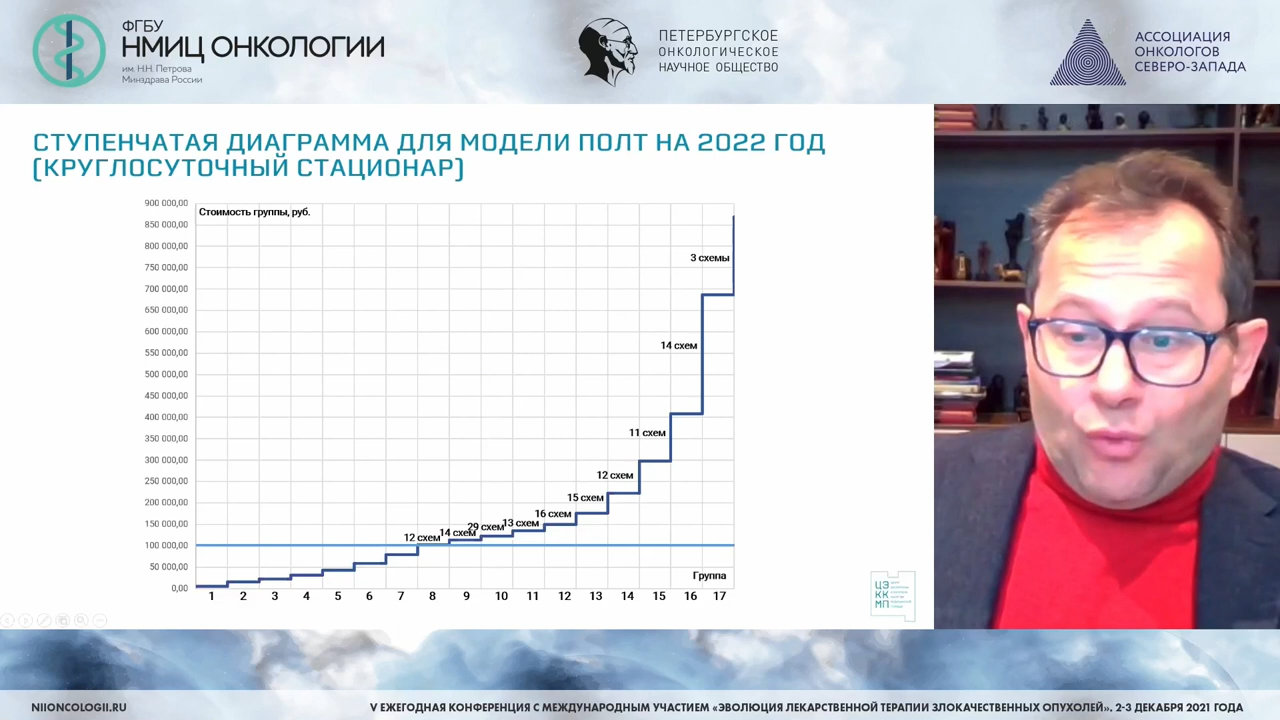 ФГБУ
НМИЦ ОНКОЛОГИИ
им. Н.Н. Петрова
Минздрава России
ПЕТЕРБУРГСКОЕ
ОНКОЛОГИЧЕСКОЕ
НАУЧНОЕ ОБЩЕСТВО
АССОЦИАЦИЯ
ОНКОЛОГОВ
СЕВЕРО-ЗАПАДА
СТУПЕНЧАТАЯ ДИАГРАММА ДЛЯ МОДЕЛИ ПОЛТ НА 2022 ГОД
(КРУГЛОСУТОЧНЫЙ СТАЦИОНАР)
Стоимость группы, руб.
900 000,00
850 000,00
800 000,00
750 000,00
700 000,00
650 000,00
600 000,00
550 000,00
500 000,00
450 000,00
400 000,00
350 000,00
300 000,00
250 000,00
200 000,00
150 000,00
100 000,00
50 000,00
0,00
3 схемы
14 схем
11 схем
12 схем
15 схем
16 схем
13 схем
29 схем
14 схем
12 схем
Группа
1 2 3 4 5 6 7 8 9 10 11 12 13 14 15 16 17
ЦЭ
КК
МП
NIIONCOLOGII.RU
V ЕЖЕГОДНАЯ КОНФЕРЕНЦИЯ С МЕЖДУНАРОДНЫМ УЧАСТИЕМ «ЭВОЛЮЦИЯ ЛЕКАРСТВЕННОЙ ТЕРАПИИ ЗЛОКАЧЕСТВЕННЫХ ОПУХОЛЕЙ». 2-3 ДЕКАБРЯ 2021 ГОДА